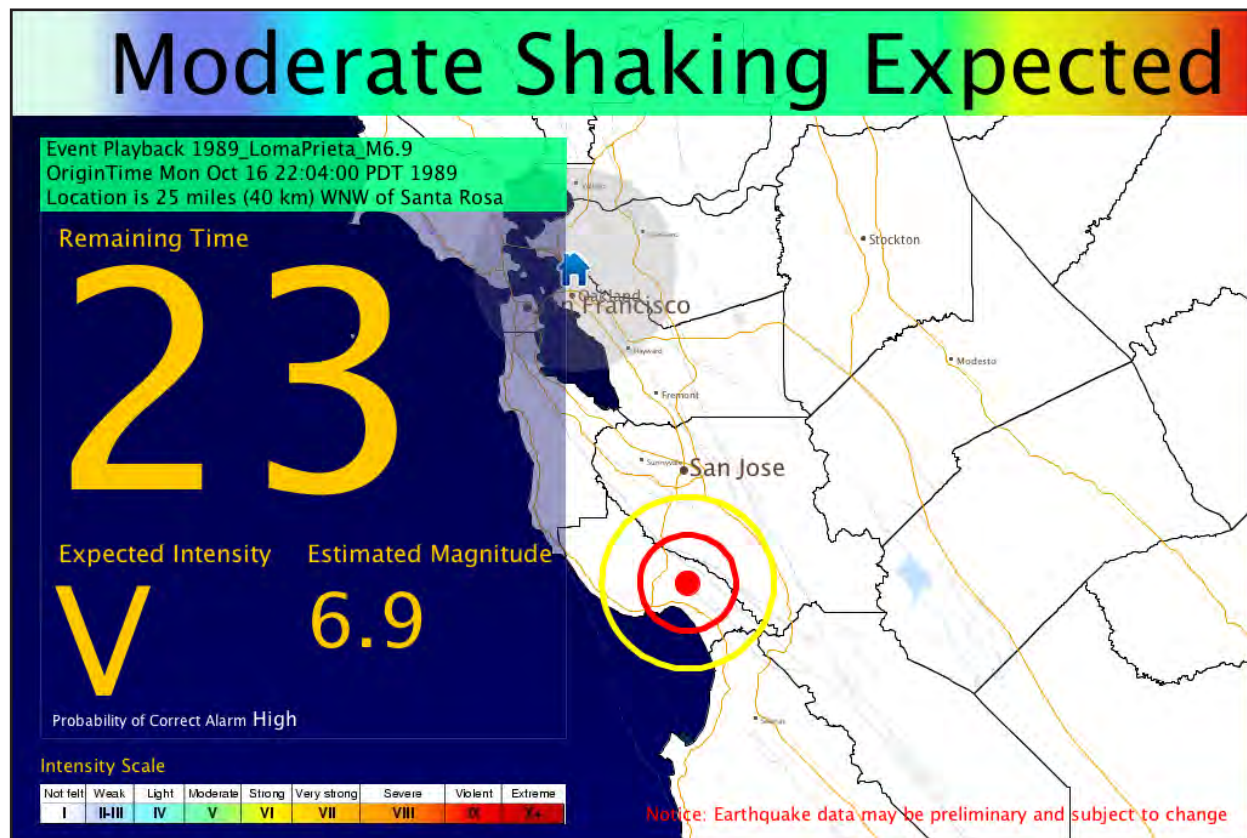 Moderate Shaking Expected
Event Playback 1989_LomaPrieta_M6.9
OriginTime Mon Oct 16 22:04:00 PDT 1989
Location is 25 miles (40 km) WNW of Santa Rosa
Remaining Time
23
Vallejo
Stockton
Oakland
San Francisco
Hayward
Modesto
Fremont
Sunnyvale
San Jose
Expected Intensity
Estimated Magnitude
V
6.9
Probability of Correct Alarm High
Salinas
Intensity Scale
Not felt Weak Light Moderate Strong Very strong Severe Violent Extreme
I II-III IV V VI VII VIII IX X+
Notice: Earthquake data may be preliminary and subject to change